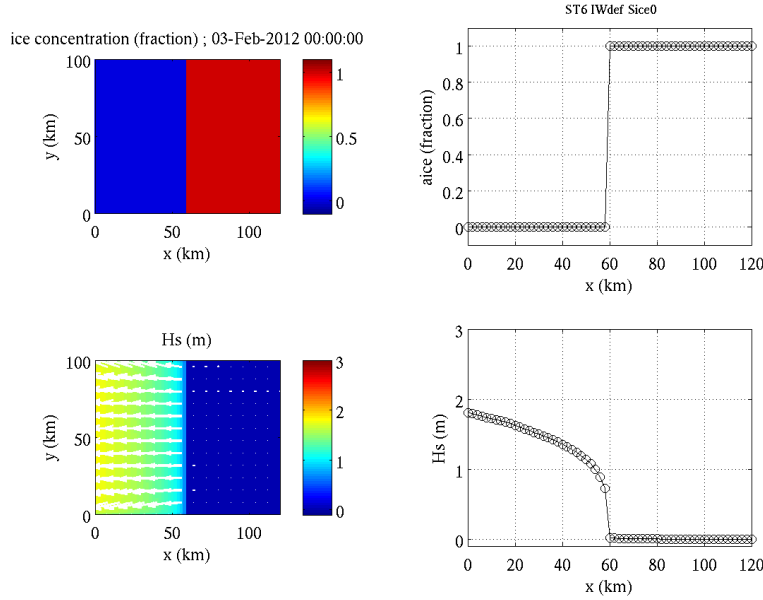 ST6 IWdef Sice0
ice concentration (fraction) ; 03-Feb-2012 00:00:00
100
50
0
y (km)
0 50 100
x (km)
1
0.5
0
1
0.8
0.6
0.4
0.2
0
aice (fraction)
0 20 40 60 80 100 120
x (km)
Hs (m)
100
50
0
y (km)
0 50 100
x (km)
3
2
1
0
3
2
1
0
Hs (m)
0 20 40 60 80 100 120
x (km)